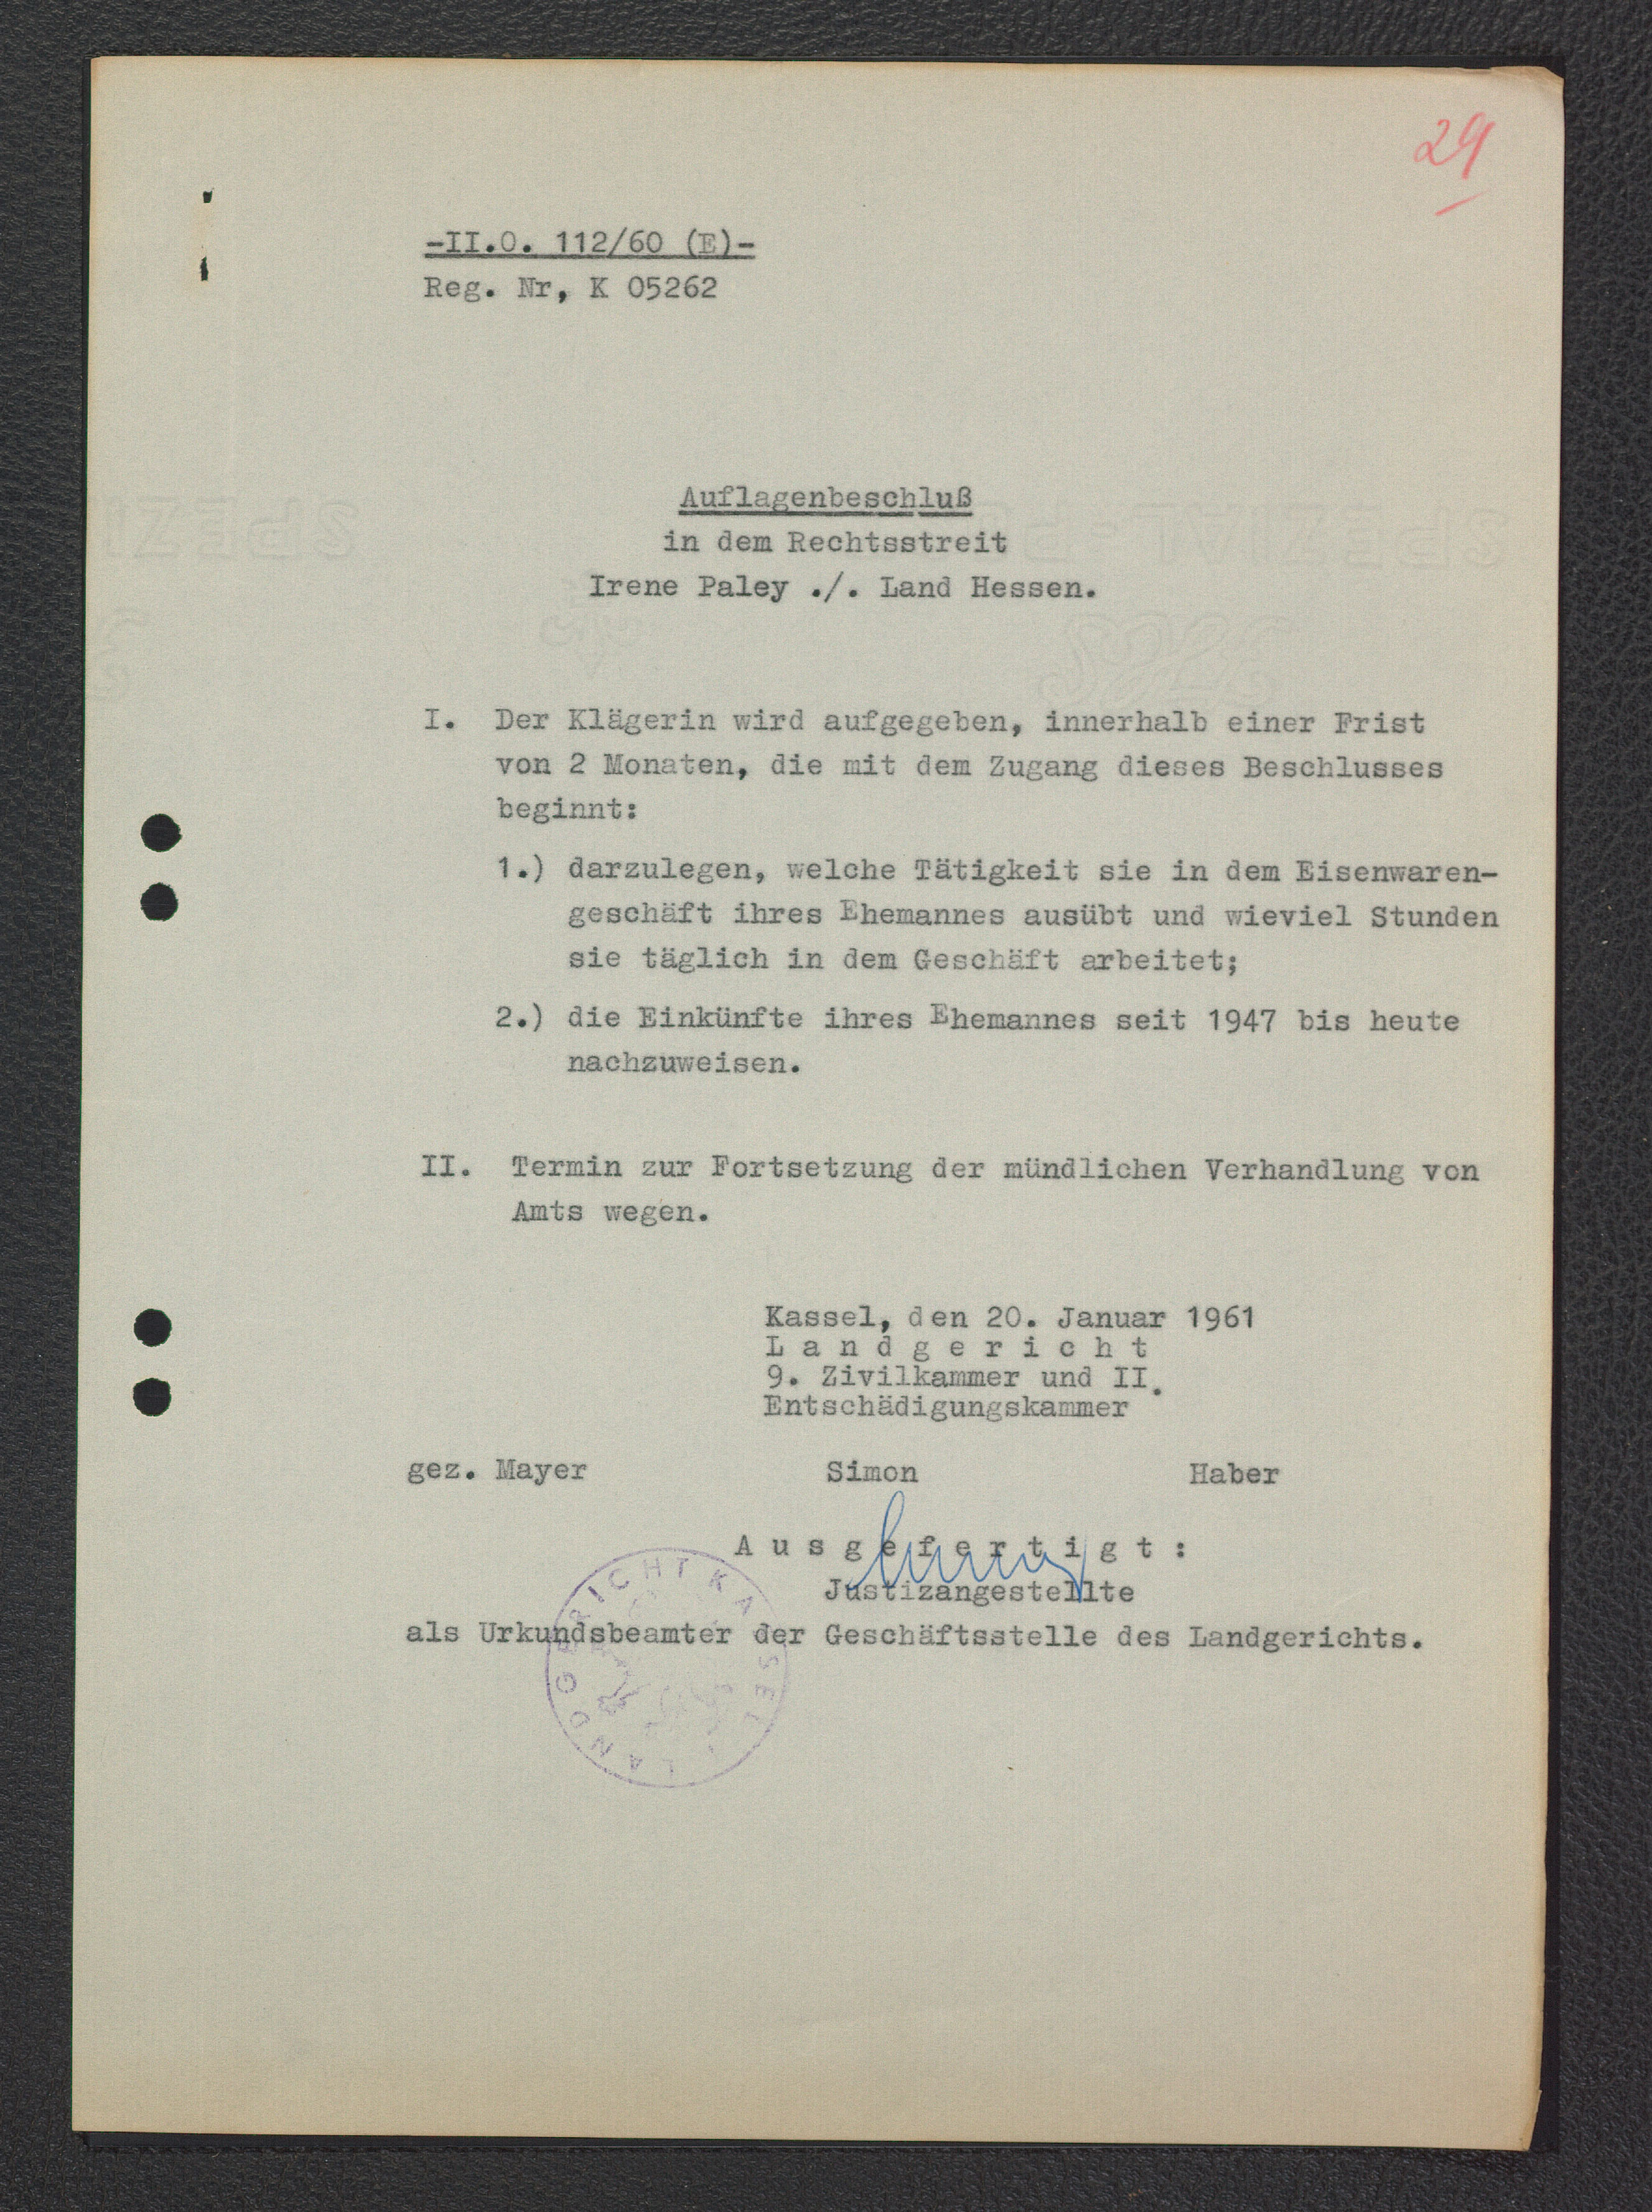 29
-II.O. 112/60 (E)-
Reg. Nr, K 05262
Auflagenbeschluß
in dem Rechtsstreit
Irene Paley ./. Land Hessen.
I. Der Klägerin wird aufgegeben, innerhalb einer Frist
von 2 Monaten, die mit dem Zugang dieses Beschlusses
beginnt:
1.) darzulegen, welche Tätigkeit sie in dem Eisenwaren-
geschäft ihres Ehemannes ausübt und wieviel Stunden
sie täglich in dem Geschäft arbeitet;
2.) die Einkünfte ihres Ehemannes seit 1947 bis heute
nachzuweisen.
II. Termin zur Fortsetzung der mündlichen Verhandlung von
Amts wegen.
Kassel, den 20. Januar 1961
L a n d g e r i c h t
9. Zivilkammer und II.
Entschädigungskammer
gez. Mayer Simon Haber
A u s g e f e r t i g t :
Justizangestellte
als Urkundsbeamter der Geschäftsstelle des Landgerichts.
LANDGERICHT KASSEL